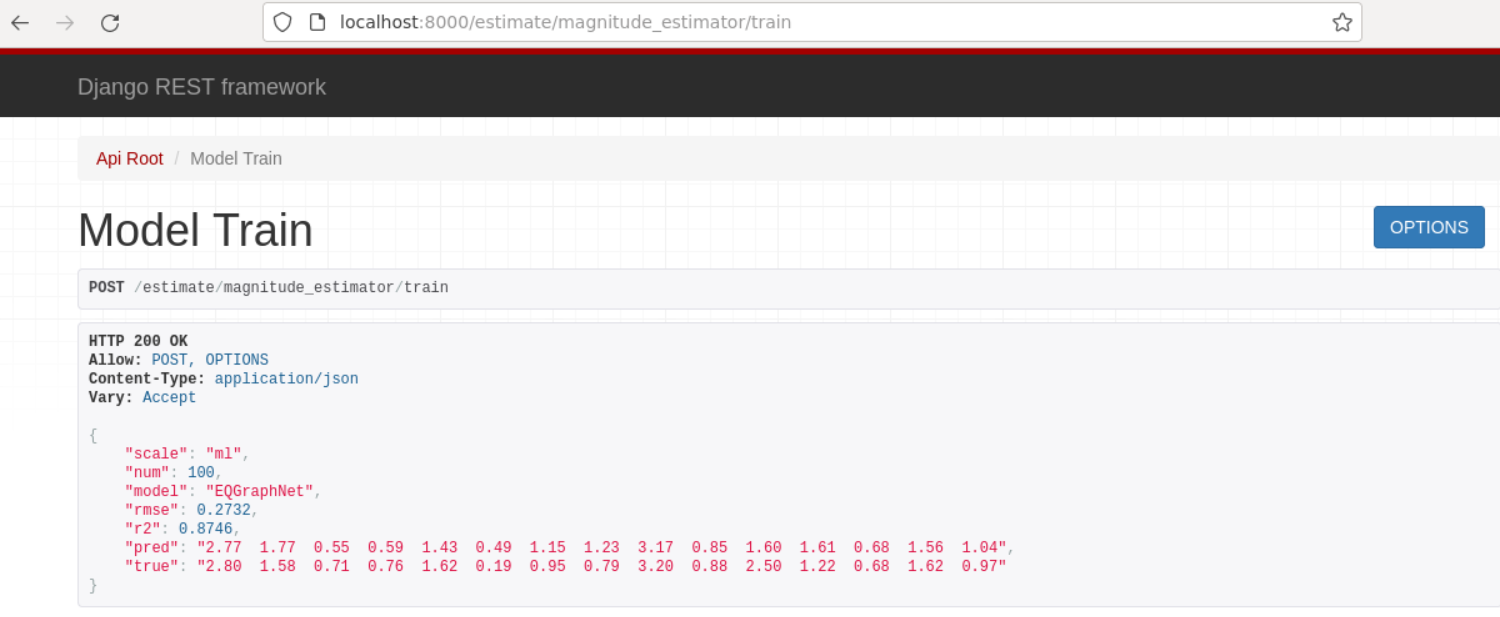 localhost:8000/estimate/magnitude_estimator/train
Django REST framework
Api Root / Model Train
Model Train
OPTIONS
POST /estimate/magnitude_estimator/train
HTTP 200 OK
Allow: POST, OPTIONS
Content-Type: application/json
Vary: Accept
{
    "scale": "ml",
    "num": 100,
    "model": "EQGraphNet",
    "rmse": 0.2732,
    "r2": 0.8746,
    "pred": "2.77  1.77  0.55  0.59  1.43  0.49  1.15  1.23  3.17  0.85  1.60  1.61  0.68  1.56  1.04",
    "true": "2.80  1.58  0.71  0.76  1.62  0.19  0.95  0.79  3.20  0.88  2.50  1.22  0.68  1.62  0.97"
}